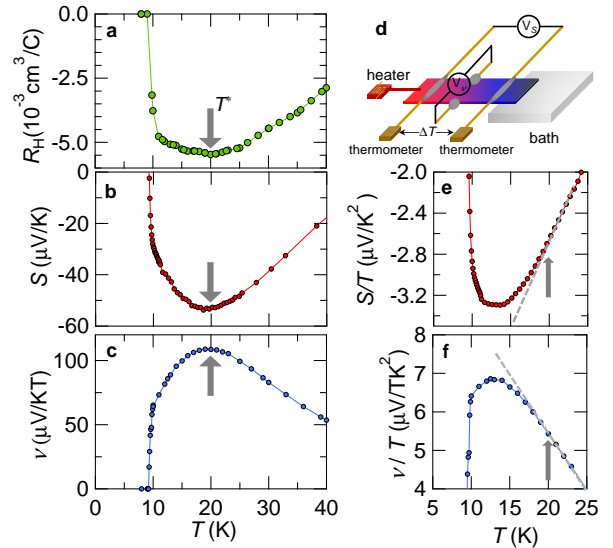 a
R_H (10^-3 cm^3/C)
0.0
-2.5
-5.0
T*
b
S (μV/K)
0
-20
-40
-60
c
ν (μV/KT)
100
50
0
0
10
20
30
40
T (K)
d
V_S
heater
V_ν
ΔT
bath
thermometer
thermometer
e
S/T (μV/K^2)
-2.0
-2.4
-2.8
-3.2
f
ν / T (μV/TK^2)
8
7
6
5
4
5
10
15
20
25
T (K)